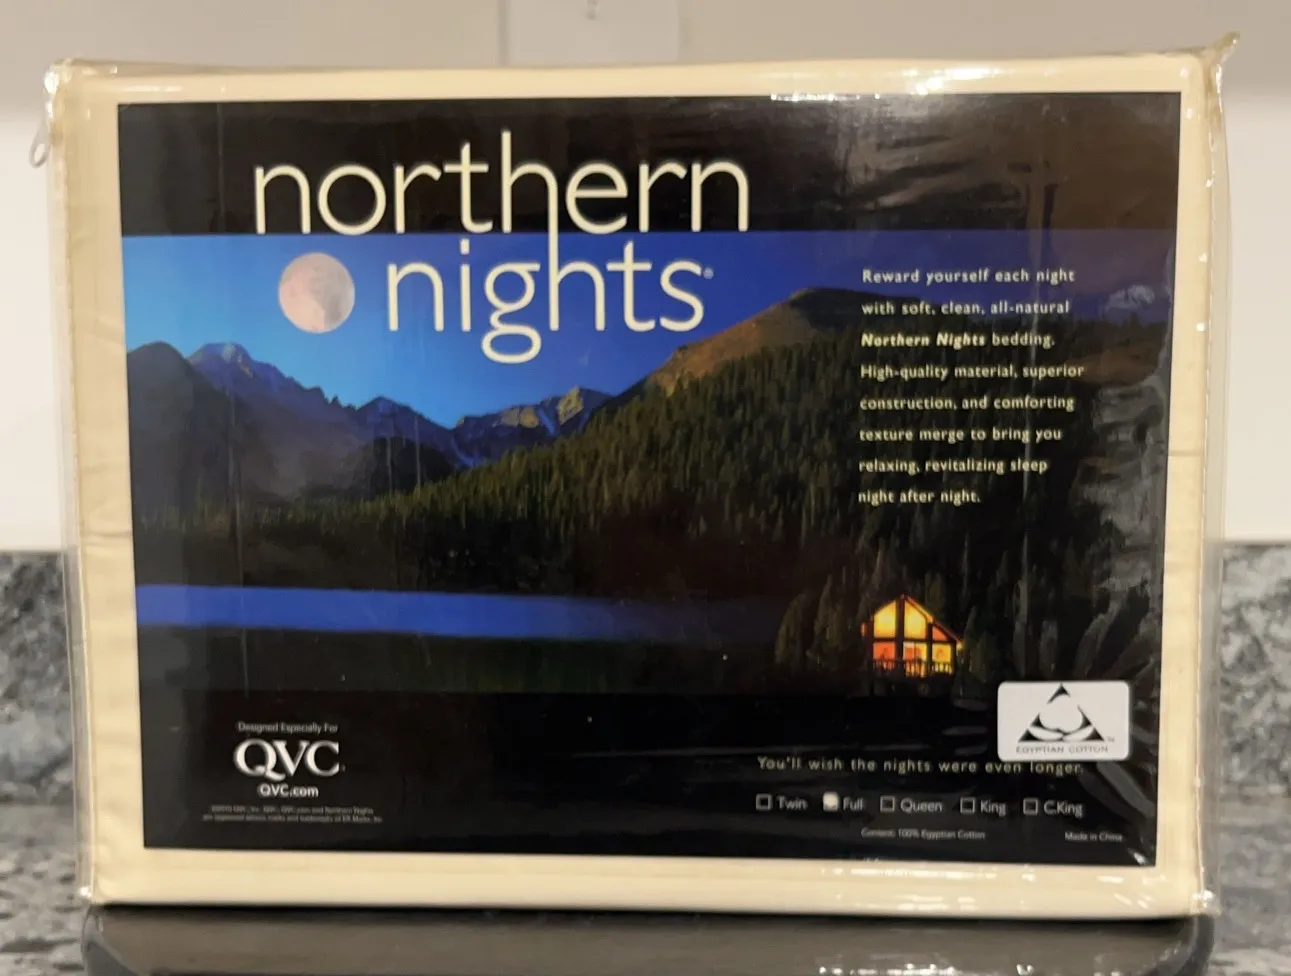 northern
nights®
Reward yourself each night
with soft, clean, all-natural
Northern Nights bedding.
High-quality material, superior
construction, and comforting
texture merge to bring you
relaxing, revitalizing sleep
night after night.
Designed Especially For
QVC
QVC.com
EGYPTIAN COTTON
You'll wish the nights were even longer.
Twin Full Queen King C.King
Content: 100% Egyptian Cotton
Made in China